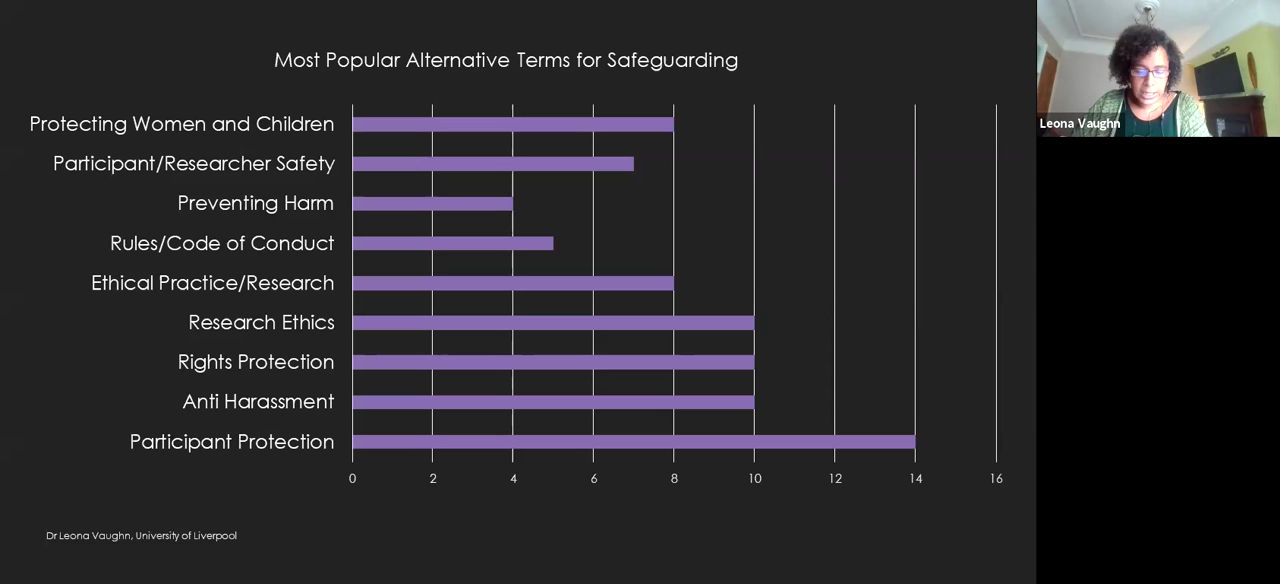 Most Popular Alternative Terms for Safeguarding
Protecting Women and Children
Participant/Researcher Safety
Preventing Harm
Rules/Code of Conduct
Ethical Practice/Research
Research Ethics
Rights Protection
Anti Harassment
Participant Protection
0 2 4 6 8 10 12 14 16
Dr Leona Vaughn, University of Liverpool
Leona Vaughn